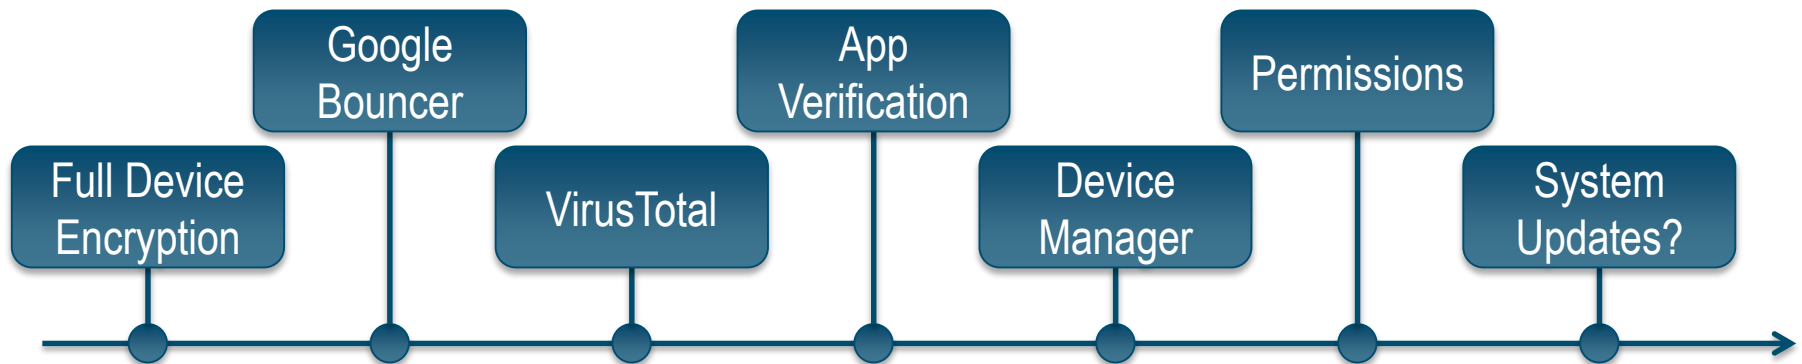 Full Device
Encryption
Google
Bouncer
VirusTotal
App
Verification
Device
Manager
Permissions
System
Updates?